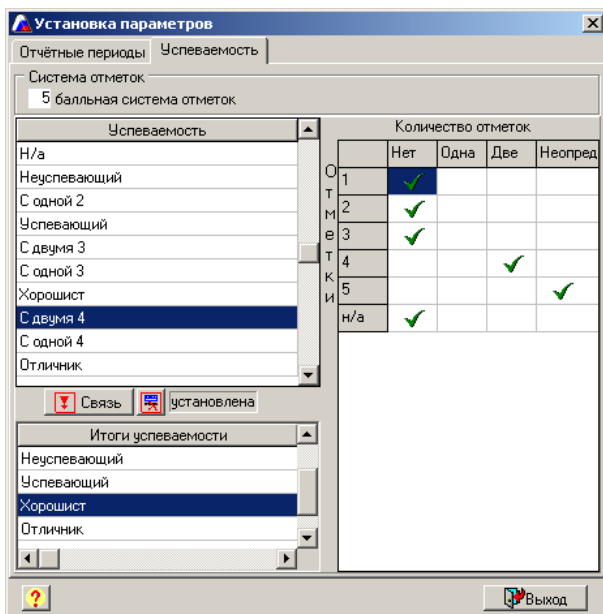 Установка параметров
Отчётные периоды Успеваемость
Система отметок
5 балльная система отметок
Успеваемость
Н/а
Неуспевающий
С одной 2
Успевающий
С двумя 3
С одной 3
Хорошист
С двумя 4
С одной 4
Отличник
Связь установлена
Итоги успеваемости
Неуспевающий
Успевающий
Хорошист
Отличник
Количество отметок
Отметки
Нет Одна Две Неопред
1
2
3
4
5
н/а
? Выход